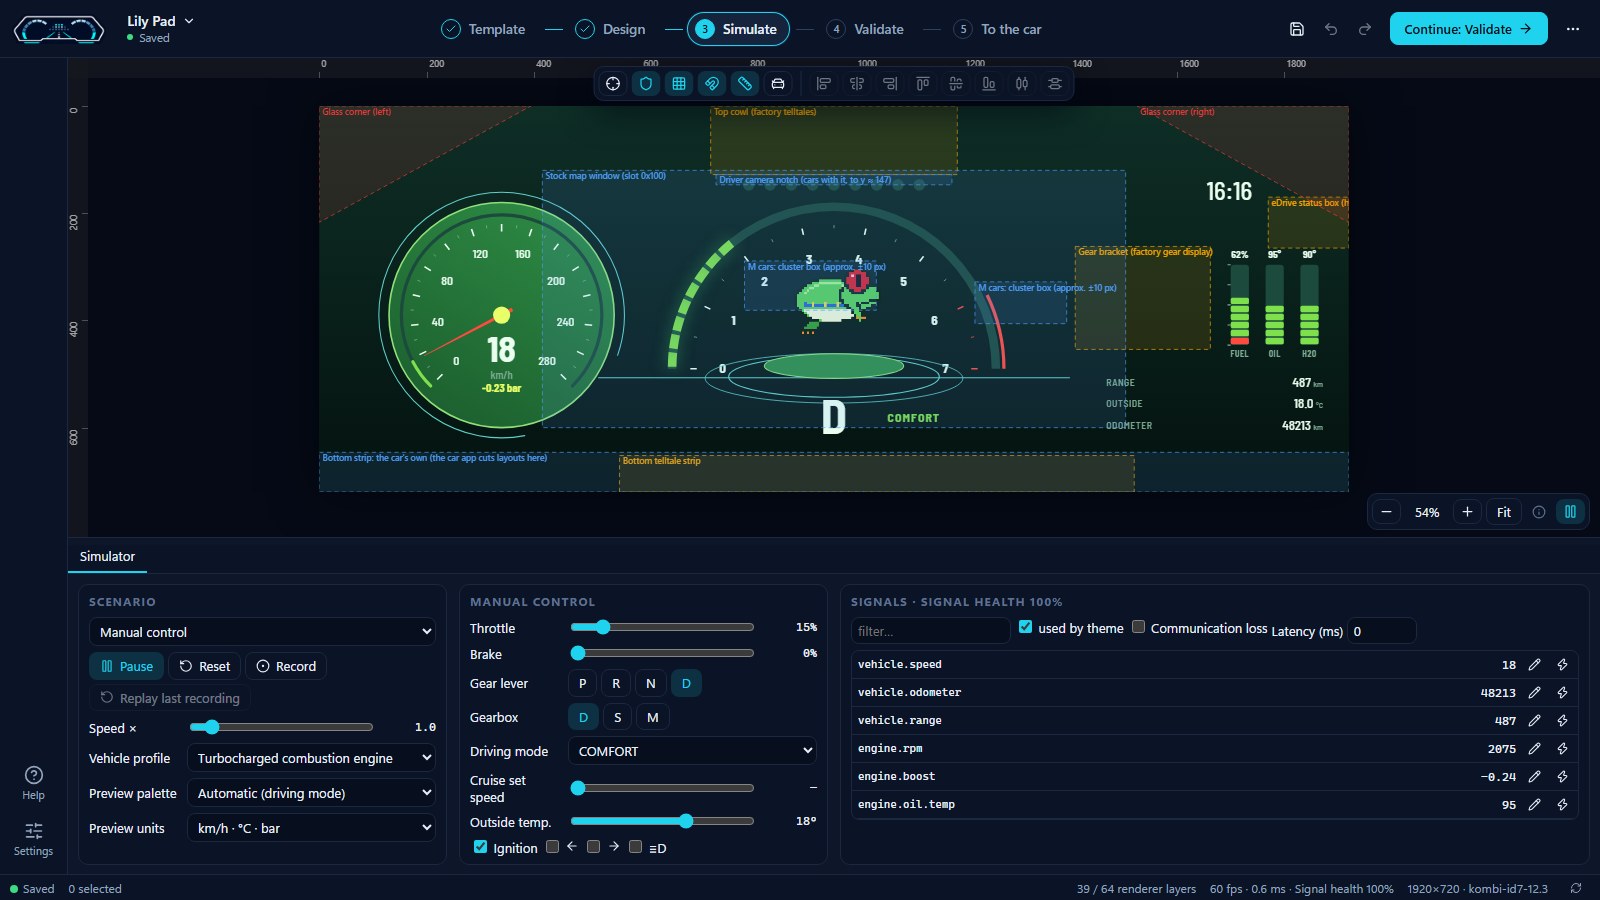 Lily Pad
Saved
Template
Design
3 Simulate
4 Validate
5 To the car
Continue: Validate
0 200 400 600 800 1000 1200 1400 1600 1800
0
200
400
600
Glass corner (left)
Top cowl (factory telltales)
Glass corner (right)
Stock map window (slot 0x100)
Driver camera notch (cars with it, to y ≈ 147)
16:16
eDrive status box (h
Gear bracket (factory gear display)
M cars: cluster box (approx. ±10 px)
M cars: cluster box (approx. ±10 px)
0 40 80 120 160 200 240 280
18
km/h
-0.23 bar
0 1 2 3 4 5 6 7
D
COMFORT
62% 95° 90°
FUEL OIL H2O
RANGE 487 km
OUTSIDE 18.0 °C
ODOMETER 48213 km
Bottom strip: the car's own (the car app cuts layouts here)
Bottom telltale strip
54%
Fit
Simulator
SCENARIO
Manual control
Pause
Reset
Record
Replay last recording
Speed × 1.0
Vehicle profile Turbocharged combustion engine
Preview palette Automatic (driving mode)
Preview units km/h · °C · bar
MANUAL CONTROL
Throttle 15%
Brake 0%
Gear lever P R N D
Gearbox D S M
Driving mode COMFORT
Cruise set
speed –
Outside temp. 18°
Ignition ← → ≡D
SIGNALS · SIGNAL HEALTH 100%
filter... used by theme Communication loss Latency (ms) 0
vehicle.speed 18
vehicle.odometer 48213
vehicle.range 487
engine.rpm 2075
engine.boost −0.24
engine.oil.temp 95
Help
Settings
Saved 0 selected
39 / 64 renderer layers 60 fps · 0.6 ms · Signal health 100% 1920×720 · kombi-id7-12.3